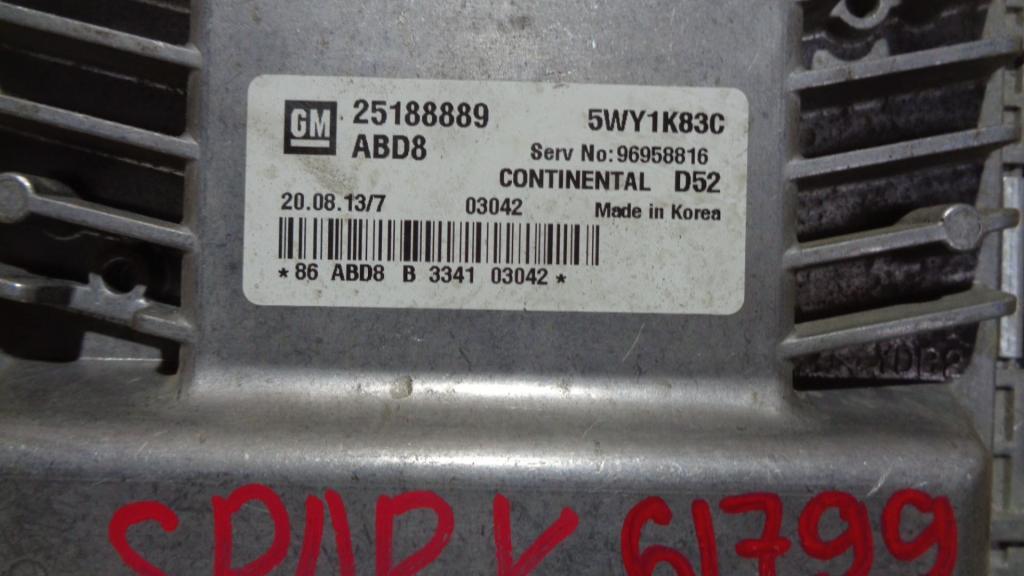 GM 25188889 5WY1K83C
ABD8 Serv No:96958816
CONTINENTAL D52
20.08.13/7 03042 Made in Korea
*86 ABD8 B 3341 03042*
SPARK 61799